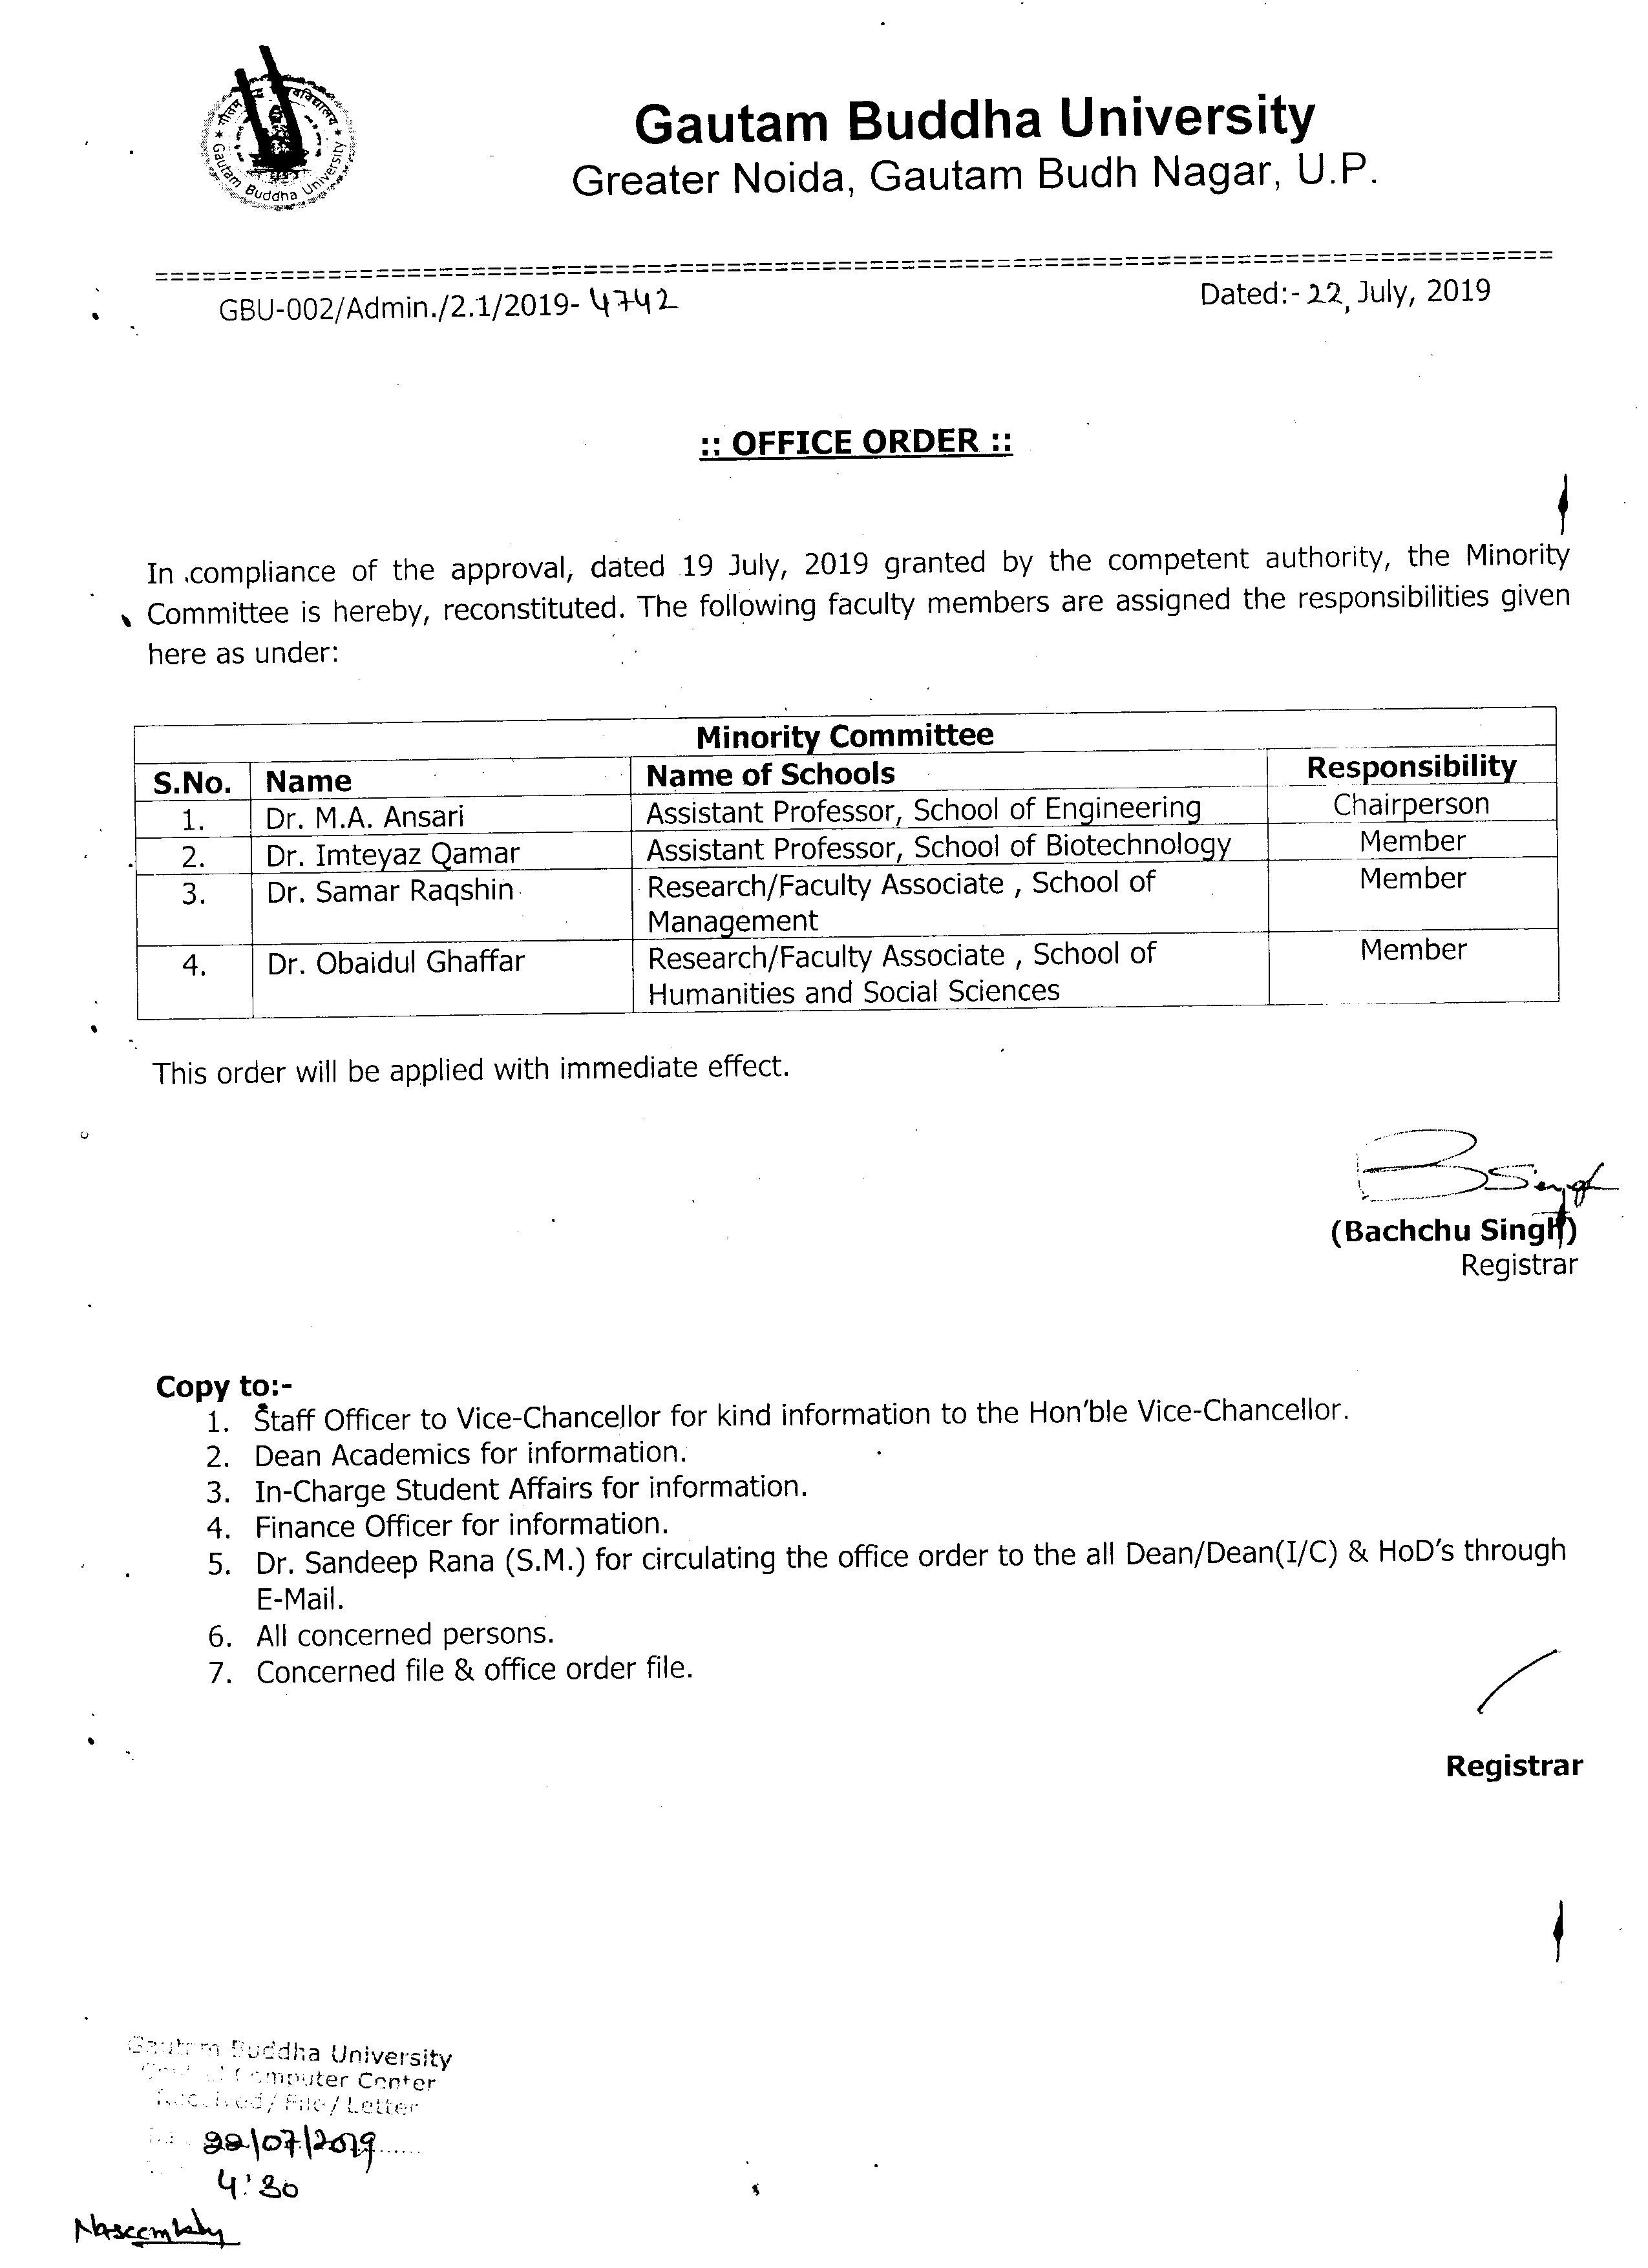 गौतम
Gautam Buddha University
Gautam Buddha University
Greater Noida, Gautam Budh Nagar, U.P.
GBU-002/Admin./2.1/2019- 4742 Dated:- 22, July, 2019
:: OFFICE ORDER ::
In compliance of the approval, dated 19 July, 2019 granted by the competent authority, the Minority
Committee is hereby, reconstituted. The following faculty members are assigned the responsibilities given
here as under:
Minority Committee
S.No. Name Name of Schools Responsibility
1. Dr. M.A. Ansari Assistant Professor, School of Engineering Chairperson
2. Dr. Imteyaz Qamar Assistant Professor, School of Biotechnology Member
3. Dr. Samar Raqshin Research/Faculty Associate , School of Member
Management
4. Dr. Obaidul Ghaffar Research/Faculty Associate , School of Member
Humanities and Social Sciences
This order will be applied with immediate effect.
BSingh
(Bachchu Singh)
Registrar
Copy to:-
1. Staff Officer to Vice-Chancellor for kind information to the Hon'ble Vice-Chancellor.
2. Dean Academics for information.
3. In-Charge Student Affairs for information.
4. Finance Officer for information.
5. Dr. Sandeep Rana (S.M.) for circulating the office order to the all Dean/Dean(I/C) & HoD's through
E-Mail.
6. All concerned persons.
7. Concerned file & office order file.
Registrar
Gautam Buddha University
Computer Center
Received / File / Letter
22/07/2019
4:30